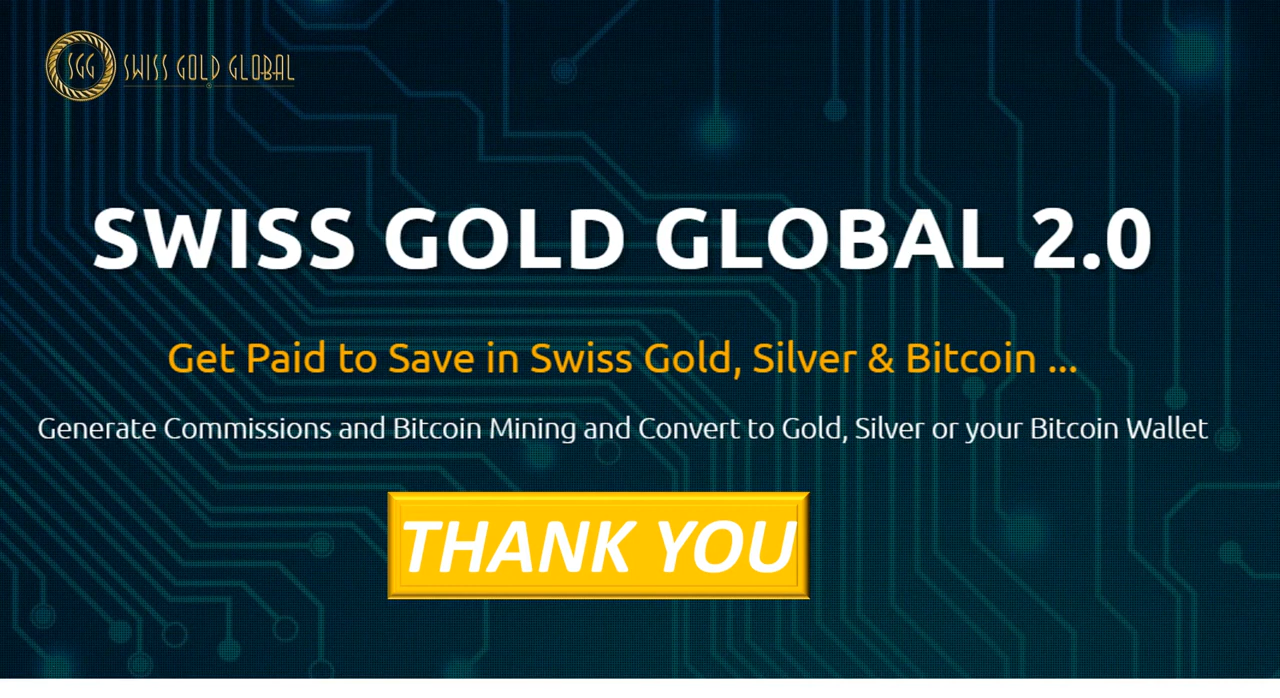 SGG SWISS GOLD GLOBAL
SWISS GOLD GLOBAL 2.0
Get Paid to Save in Swiss Gold, Silver & Bitcoin ...
Generate Commissions and Bitcoin Mining and Convert to Gold, Silver or your Bitcoin Wallet
THANK YOU